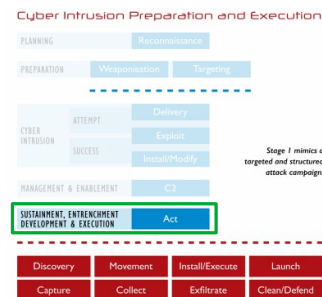 Cyber Intrusion Preparation and Execution
PLANNING Reconnaissance
PREPARATION Weaponization Targeting
ATTEMPT Delivery
CYBER INTRUSION Exploit
SUCCESS Install/Modify
Stage 1 mimics a
targeted and structured
attack campaign
MANAGEMENT & ENABLEMENT C2
SUSTAINMENT, ENTRENCHMENT
DEVELOPMENT & EXECUTION Act
Discovery Movement Install/Execute Launch
Capture Collect Exfiltrate Clean/Defend